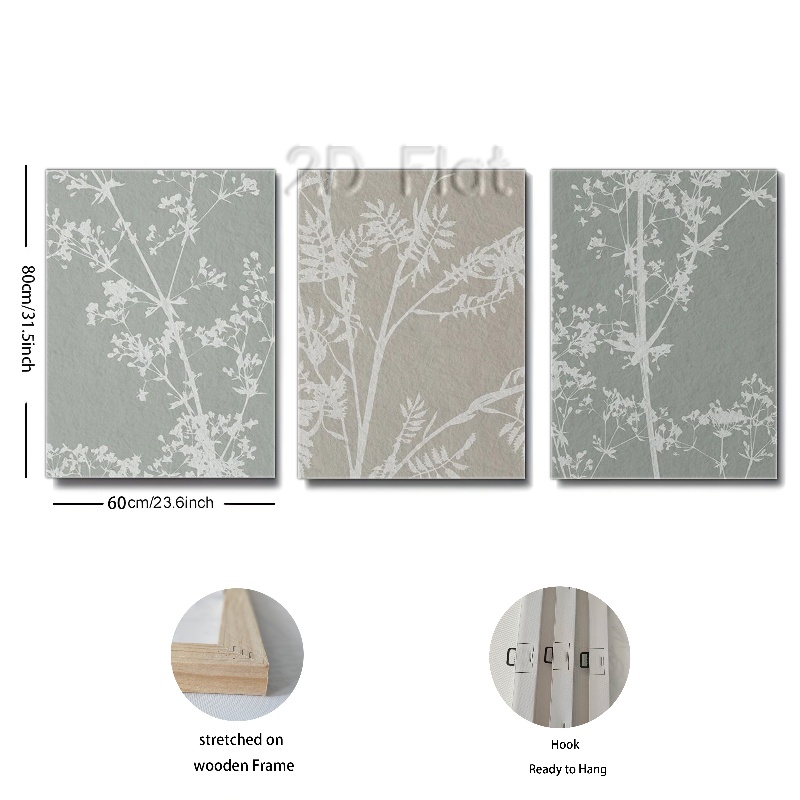 2D Flat
80cm/31.5inch
60cm/23.6inch
stretched on
wooden Frame
Hook
Ready to Hang